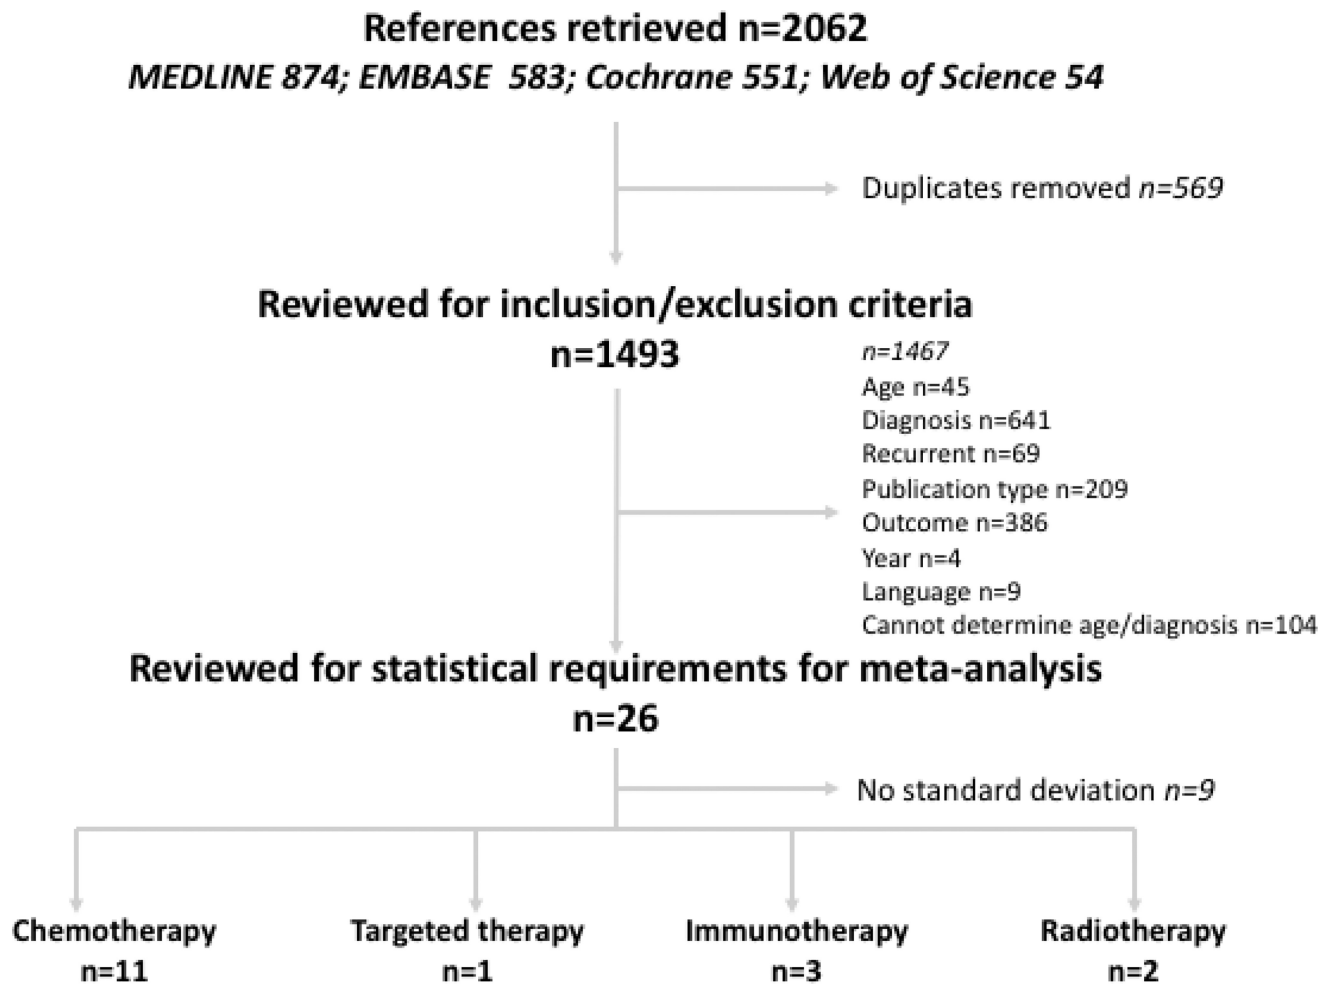 References retrieved n=2062
MEDLINE 874; EMBASE 583; Cochrane 551; Web of Science 54
Duplicates removed n=569
Reviewed for inclusion/exclusion criteria
n=1493
n=1467
Age n=45
Diagnosis n=641
Recurrent n=69
Publication type n=209
Outcome n=386
Year n=4
Language n=9
Cannot determine age/diagnosis n=104
Reviewed for statistical requirements for meta-analysis
n=26
No standard deviation n=9
Chemotherapy
n=11
Targeted therapy
n=1
Immunotherapy
n=3
Radiotherapy
n=2